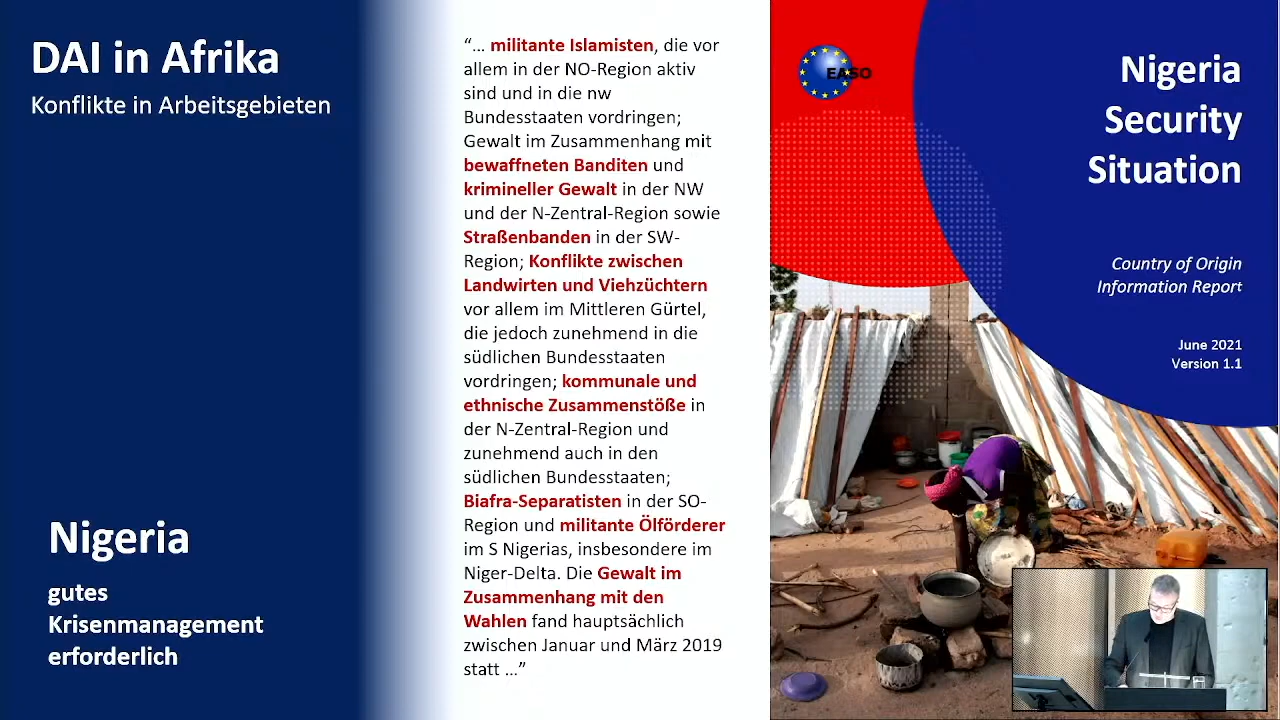 DAI in Afrika
Konflikte in Arbeitsgebieten
Nigeria
gutes
Krisenmanagement
erforderlich
“... militante Islamisten, die vor
allem in der NO-Region aktiv
sind und in die nw
Bundesstaaten vordringen;
Gewalt im Zusammenhang mit
bewaffneten Banditen und
krimineller Gewalt in der NW
und der N-Zentral-Region sowie
Straßenbanden in der SW-
Region; Konflikte zwischen
Landwirten und Viehzüchtern
vor allem im Mittleren Gürtel,
die jedoch zunehmend in die
südlichen Bundesstaaten
vordringen; kommunale und
ethnische Zusammenstöße in
der N-Zentral-Region und
zunehmend auch in den
südlichen Bundesstaaten;
Biafra-Separatisten in der SO-
Region und militante Ölförderer
im S Nigerias, insbesondere im
Niger-Delta. Die Gewalt im
Zusammenhang mit den
Wahlen fand hauptsächlich
zwischen Januar und März 2019
statt ...”
EASO
Nigeria
Security
Situation
Country of Origin
Information Report
June 2021
Version 1.1